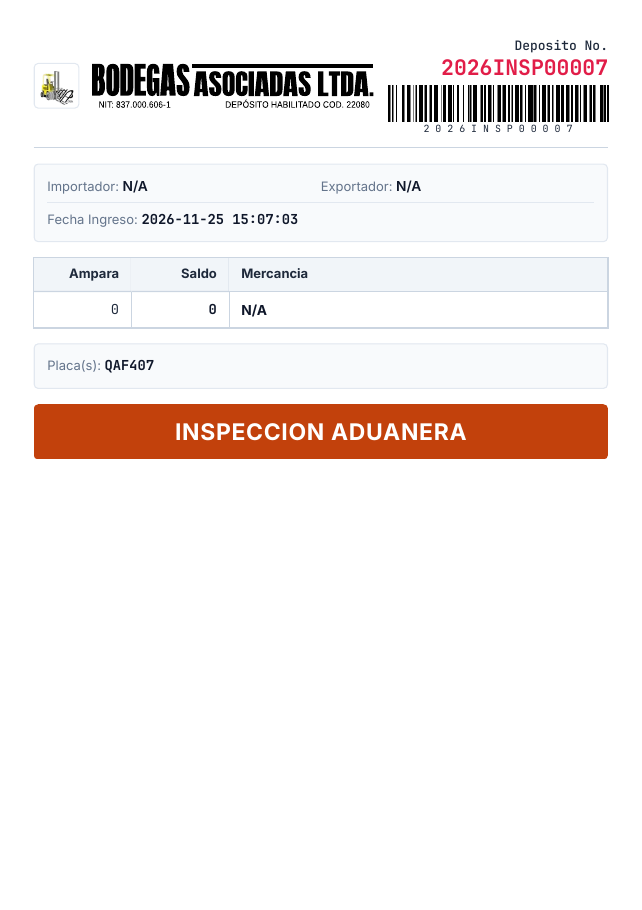 Deposito No.
2026INSP00007
BODEGAS ASOCIADAS LTDA.
NIT: 837.000.606-1 DEPÓSITO HABILITADO COD. 22080
2026INSP00007
Importador: N/A Exportador: N/A
Fecha Ingreso: 2026-11-25 15:07:03
Ampara Saldo Mercancia
0 0 N/A
Placa(s): QAF407
INSPECCION ADUANERA